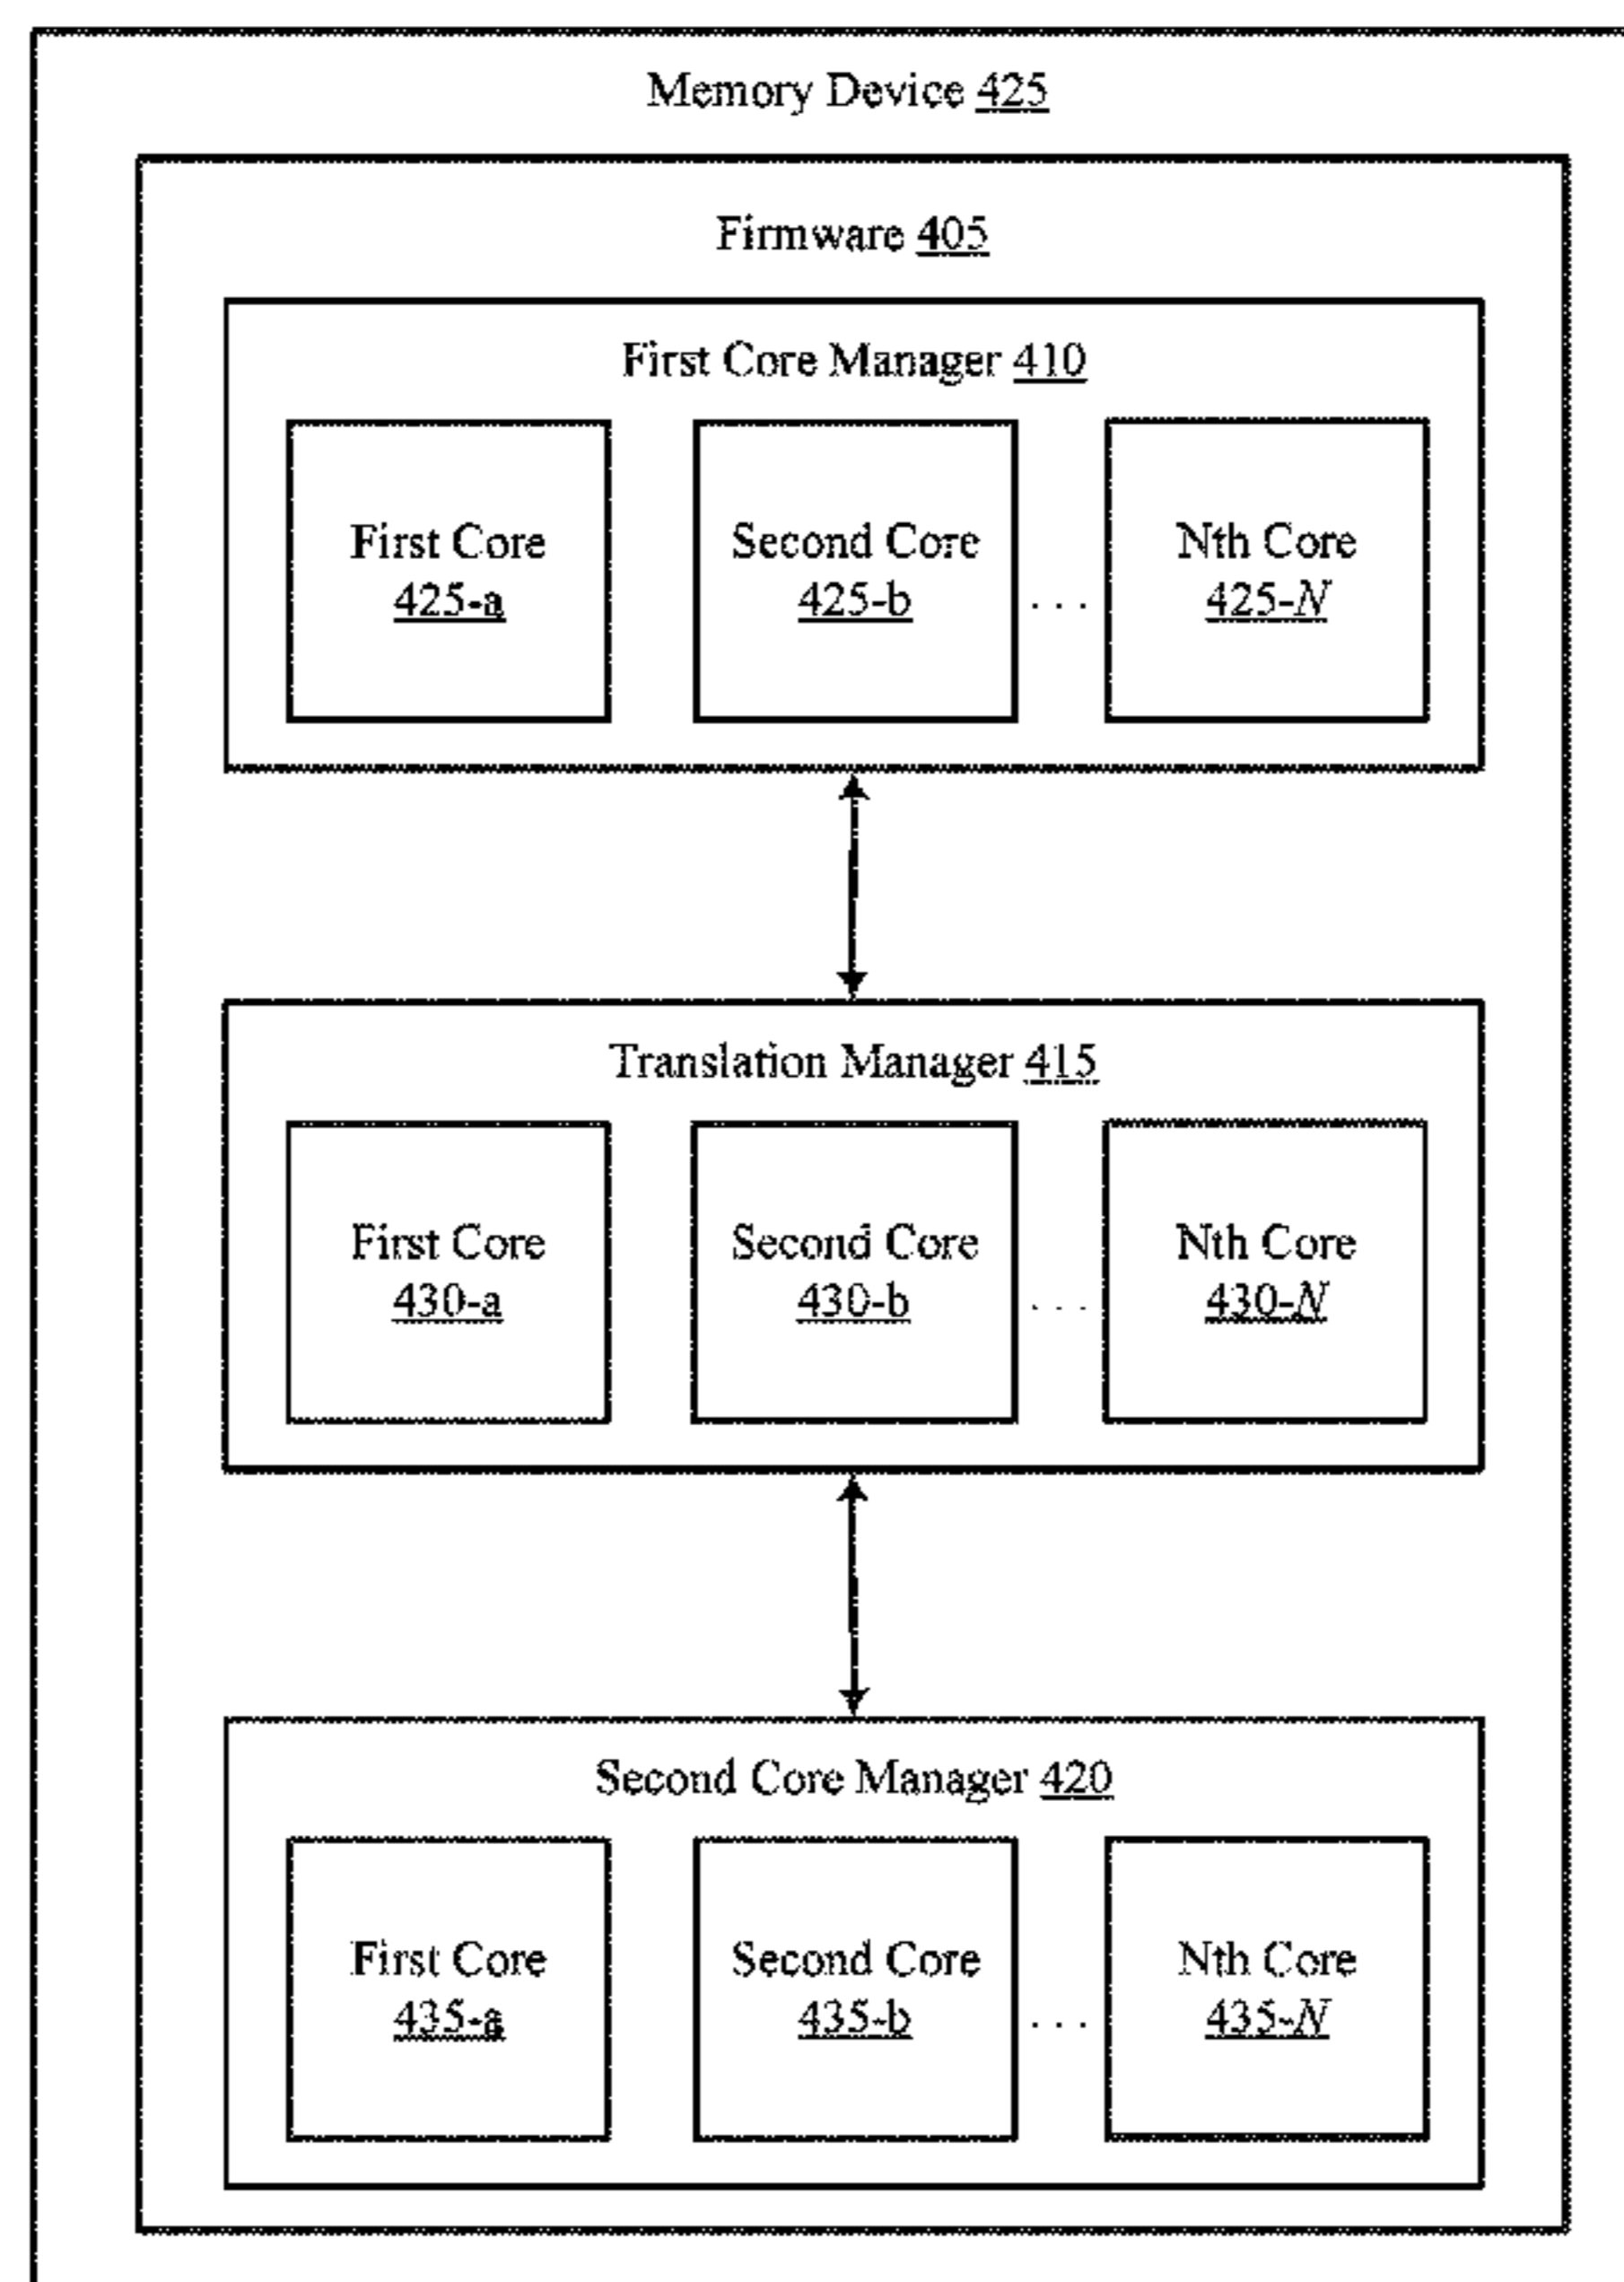 Memory Device 425
Firmware 405
First Core Manager 410
First Core
425-a
Second Core
425-b
. . .
Nth Core
425-N
Translation Manager 415
First Core
430-a
Second Core
430-b
. . .
Nth Core
430-N
Second Core Manager 420
First Core
435-a
Second Core
435-b
. . .
Nth Core
435-N